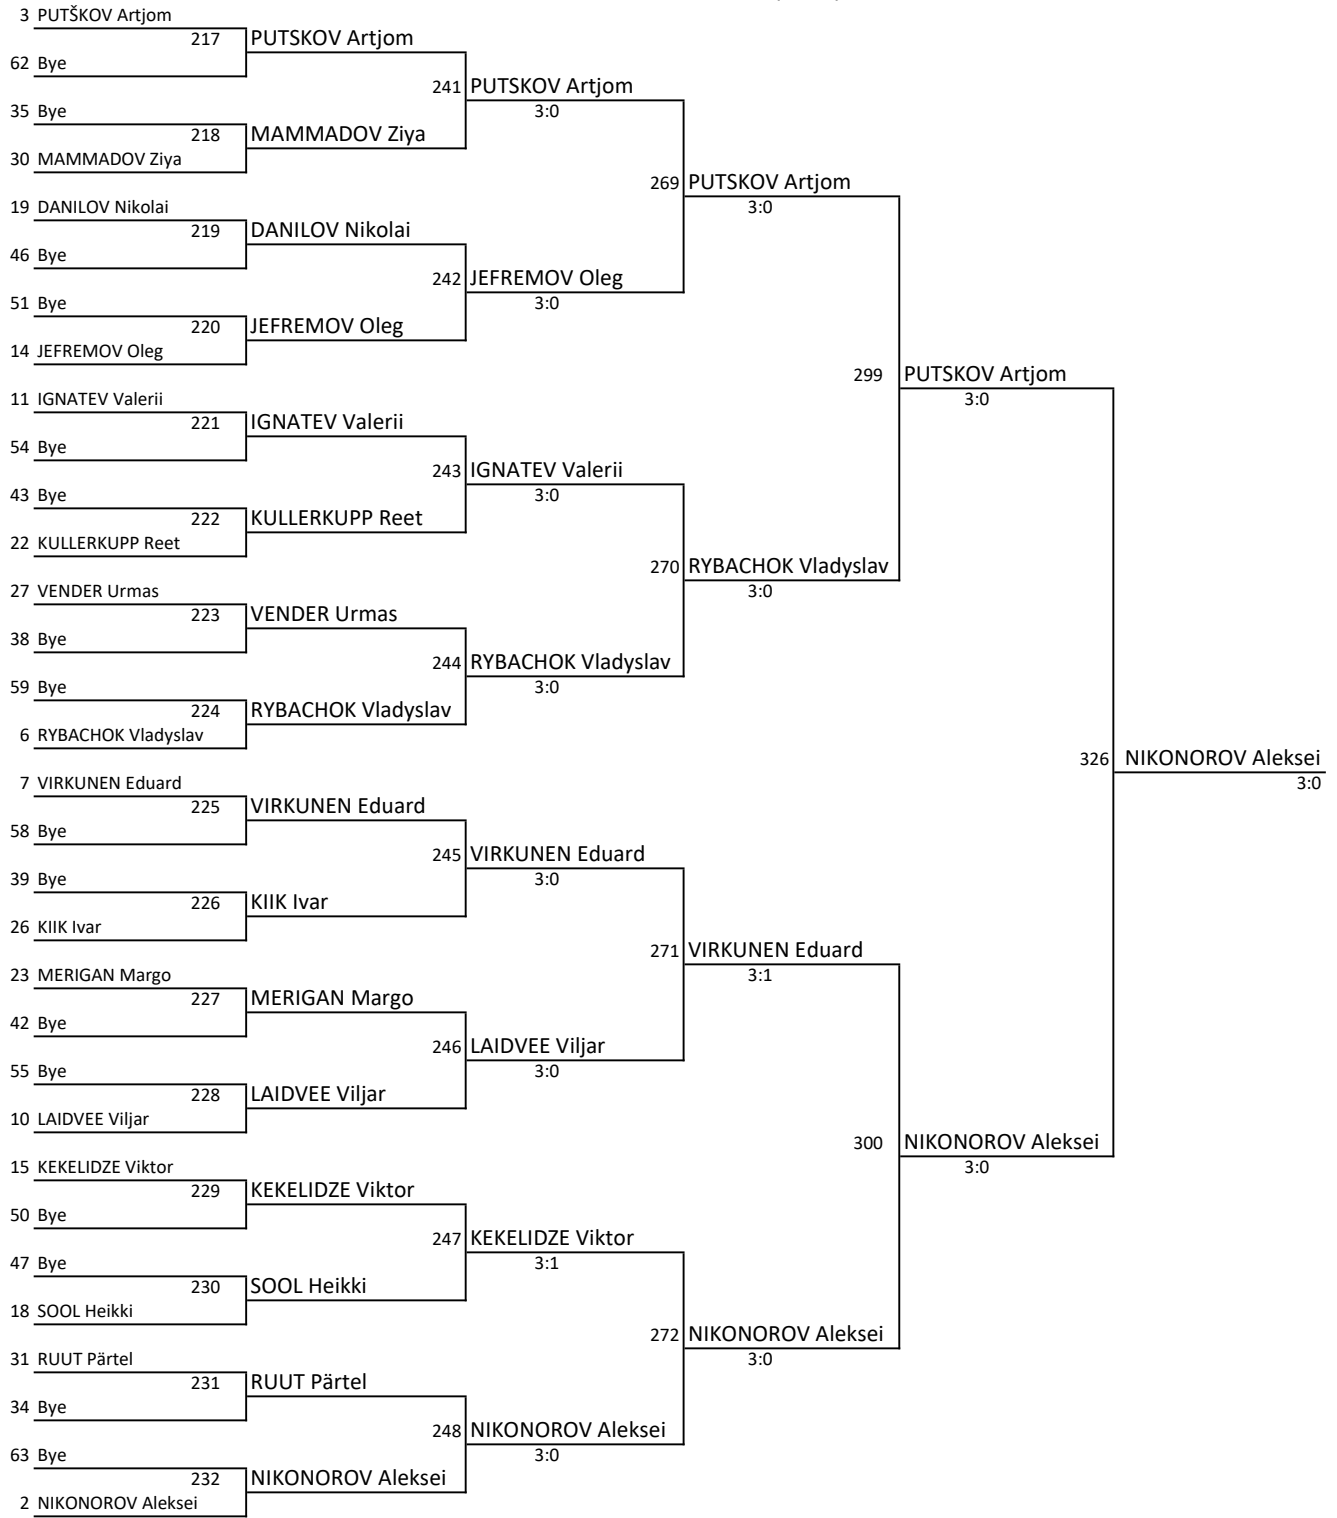 3 PUTŠKOV Artjom
217 PUTSKOV Artjom
62 Bye
241 PUTSKOV Artjom
3:0
35 Bye
218 MAMMADOV Ziya
30 MAMMADOV Ziya
269 PUTSKOV Artjom
3:0
19 DANILOV Nikolai
219 DANILOV Nikolai
46 Bye
242 JEFREMOV Oleg
3:0
51 Bye
220 JEFREMOV Oleg
14 JEFREMOV Oleg
299 PUTSKOV Artjom
3:0
11 IGNATEV Valerii
221 IGNATEV Valerii
54 Bye
243 IGNATEV Valerii
3:0
43 Bye
222 KULLERKUPP Reet
22 KULLERKUPP Reet
270 RYBACHOK Vladyslav
3:0
27 VENDER Urmas
223 VENDER Urmas
38 Bye
244 RYBACHOK Vladyslav
3:0
59 Bye
224 RYBACHOK Vladyslav
6 RYBACHOK Vladyslav
326 NIKONOROV Aleksei
3:0
7 VIRKUNEN Eduard
225 VIRKUNEN Eduard
58 Bye
245 VIRKUNEN Eduard
3:0
39 Bye
226 KIIK Ivar
26 KIIK Ivar
271 VIRKUNEN Eduard
3:1
23 MERIGAN Margo
227 MERIGAN Margo
42 Bye
246 LAIDVEE Viljar
3:0
55 Bye
228 LAIDVEE Viljar
10 LAIDVEE Viljar
300 NIKONOROV Aleksei
3:0
15 KEKELIDZE Viktor
229 KEKELIDZE Viktor
50 Bye
247 KEKELIDZE Viktor
3:1
47 Bye
230 SOOL Heikki
18 SOOL Heikki
272 NIKONOROV Aleksei
3:0
31 RUUT Pärtel
231 RUUT Pärtel
34 Bye
248 NIKONOROV Aleksei
3:0
63 Bye
232 NIKONOROV Aleksei
2 NIKONOROV Aleksei